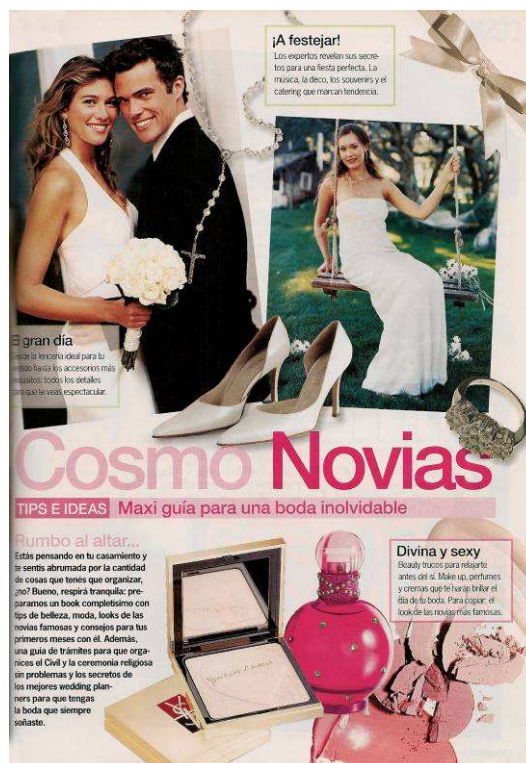 ¡A festejar!
Los expertos revelan sus secre-
tos para una fiesta perfecta. La
música, la deco, los souvenirs y el
catering que marcan tendencia.
El gran día
Desde la lencería ideal para tu
vestido hasta los accesorios más
exquisitos: todos los detalles
para que te veas espectacular.
Cosmo Novias
TIPS E IDEAS Maxi guía para una boda inolvidable
Rumbo al altar...
Estás pensando en tu casamiento y
te sentís abrumada por la cantidad
de cosas que tenés que organizar,
¿no? Bueno, respirá tranquila: pre-
paramos un book completísimo con
tips de belleza, moda, looks de las
novias famosas y consejos para tus
primeros meses con él. Además,
una guía de trámites para que orga-
nices el Civil y la ceremonia religiosa
sin problemas y los secretos de
los mejores wedding plan-
ners para que tengas
la boda que siempre
soñaste.
Divina y sexy
Beauty trucos para relajarte
antes del sí. Make up, perfumes
y cremas que te harán brillar el
día de tu boda. Para copiar: el
look de las novias más famosas.